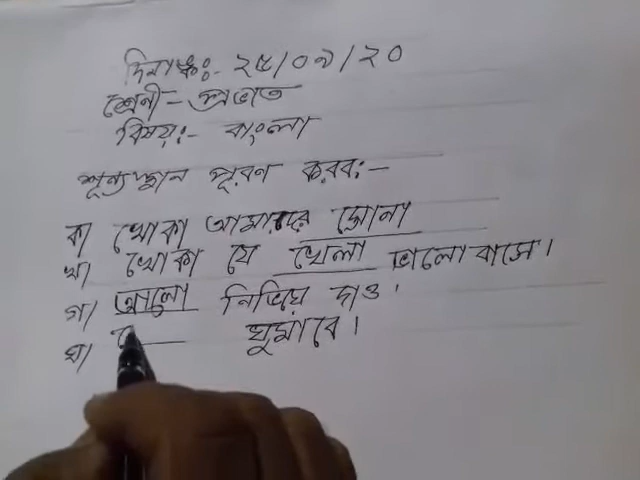 দিনাঙ্ক:- ২৫/০৯/২০
শ্রেনী - প্রভাত
বিষয়:- বাংলা
শূন্যস্থান পূরণ করব:-
ক) খোকা আমাদের সোনা
খ) খোকা যে খেলা ভালোবাসে।
গ) আলো নিভিয়ে দাও।
ঘ) ঘুমাবে।